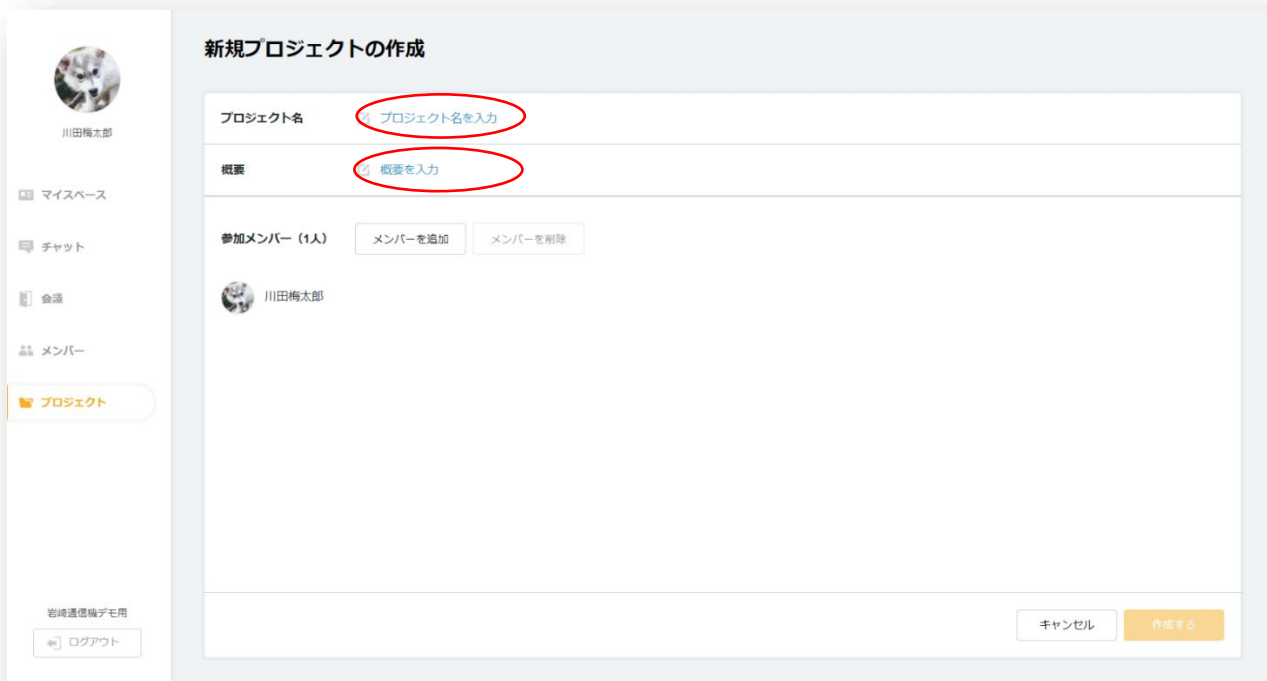 川田梅太郎
マイスペース
チャット
会議
メンバー
プロジェクト
岩崎通信機デモ用
ログアウト
新規プロジェクトの作成
プロジェクト名 プロジェクト名を入力
概要 概要を入力
参加メンバー（1人） メンバーを追加 メンバーを削除
川田梅太郎
キャンセル 作成する